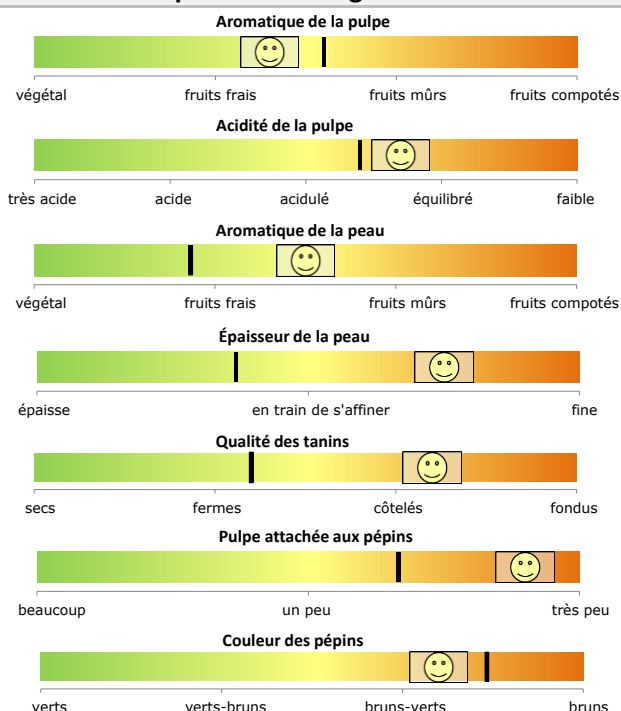 Aromatique de la pulpe
végétal fruits frais fruits mûrs fruits compotés
Acidité de la pulpe
très acide acide acidulé équilibré faible
Aromatique de la peau
végétal fruits frais fruits mûrs fruits compotés
Épaisseur de la peau
épaisse en train de s'affiner fine
Qualité des tanins
secs fermes côtelés fondus
Pulpe attachée aux pépins
beaucoup un peu très peu
Couleur des pépins
verts verts-bruns bruns-verts bruns